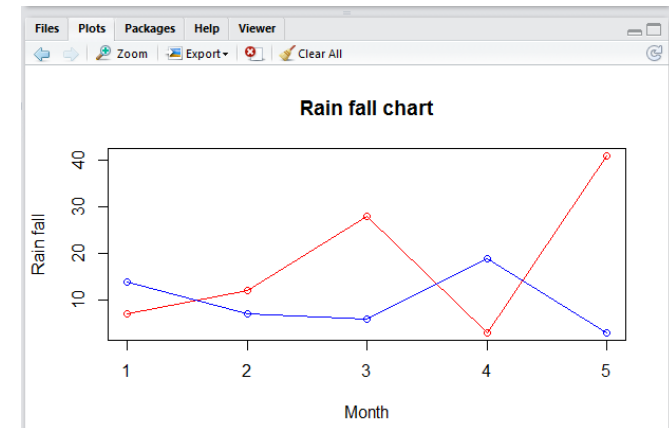 Files Plots Packages Help Viewer
Zoom Export Clear All
Rain fall chart
Rain fall
40
30
20
10
1 2 3 4 5
Month